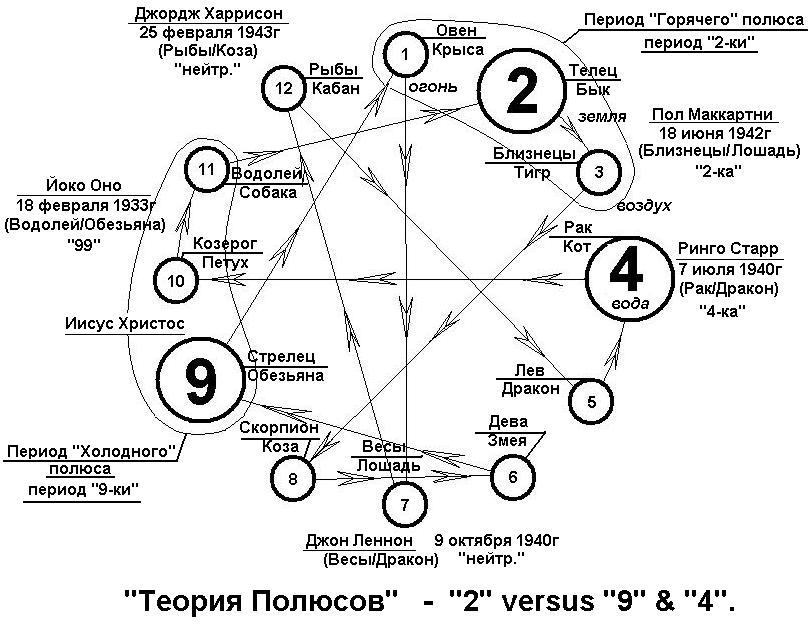 Джордж Харрисон
25 февраля 1943г
(Рыбы/Коза)
"нейтр."
12
Рыбы
Кабан
1
Овен
Крыса
огонь
Период "Горячего" полюса
период "2-ки"
2
Телец
Бык
земля
Близнецы
Тигр
3
воздух
Пол Маккартни
18 июня 1942г
(Близнецы/Лошадь)
"2-ка"
11
Водолей
Собака
Йоко Оно
18 февраля 1933г
(Водолей/Обезьяна)
"99"
Козерог
Петух
10
Рак
Кот
4
вода
Ринго Старр
7 июля 1940г
(Рак/Дракон)
"4-ка"
Иисус Христос
9
Стрелец
Обезьяна
Лев
Дракон
5
Период "Холодного"
полюса
период "9-ки"
Скорпион
Коза
8
Весы
Лошадь
7
Дева
Змея
6
Джон Леннон 9 октября 1940г
(Весы/Дракон) "нейтр."
"Теория Полюсов" - "2" versus "9" & "4".